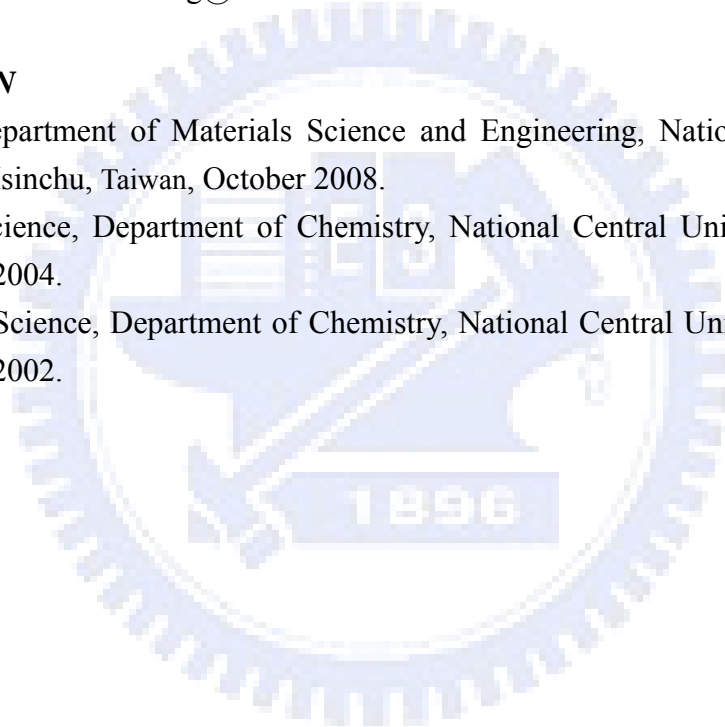 N
epartment of Materials Science and Engineering, Natio
Isinchu, Taiwan, October 2008.
cience, Department of Chemistry, National Central Uni
2004.
Science, Department of Chemistry, National Central Uni
2002.
1896